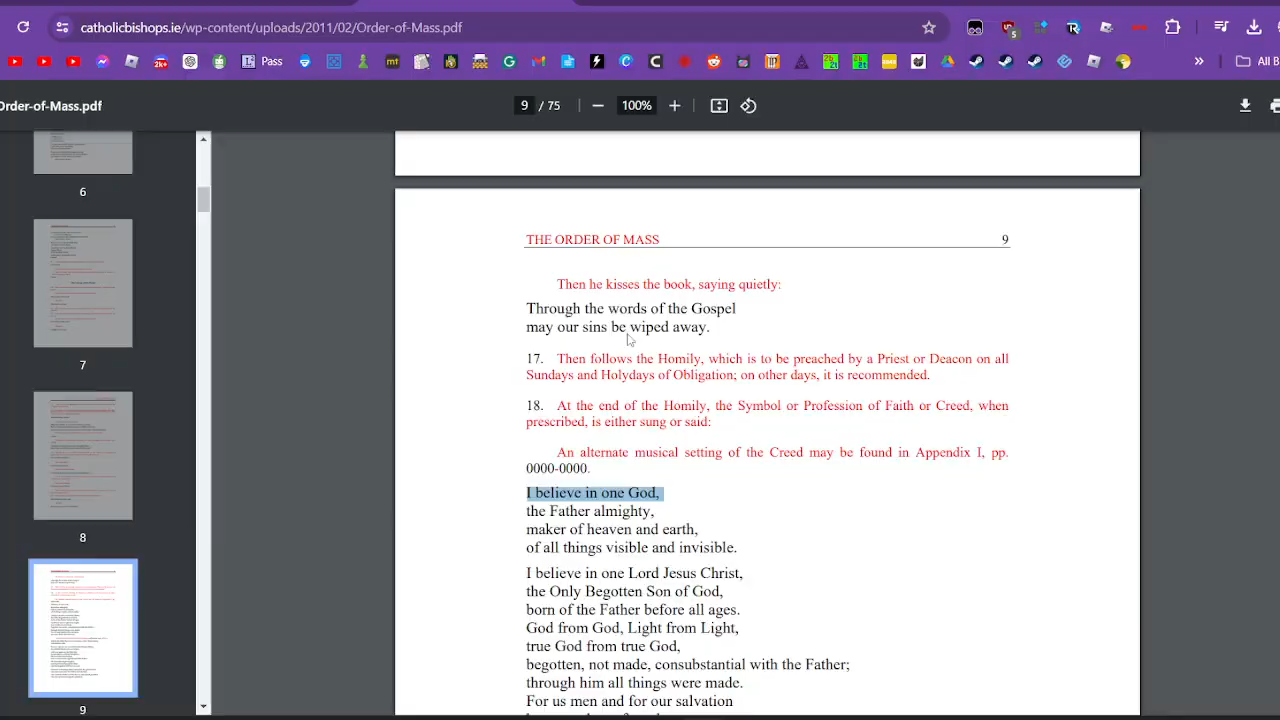 catholicbishops.ie/wp-content/uploads/2011/02/Order-of-Mass.pdf
Pass
All B
Order-of-Mass.pdf
9 / 75
100%
6
7
8
9
THE ORDER OF MASS 9
Then he kisses the book, saying quietly:
Through the words of the Gospel
may our sins be wiped away.
17. Then follows the Homily, which is to be preached by a Priest or Deacon on all
Sundays and Holydays of Obligation; on other days, it is recommended.
18. At the end of the Homily, the Symbol or Profession of Faith or Creed, when
prescribed, is either sung or said:
An alternate musical setting of the Creed may be found in Appendix I, pp.
0000-0000.
I believe in one God,
the Father almighty,
maker of heaven and earth,
of all things visible and invisible.
I believe in one Lord Jesus Christ,
the Only Begotten Son of God,
born of the Father before all ages.
God from God, Light from Light,
true God from true God,
begotten, not made, consubstantial with the Father;
through him all things were made.
For us men and for our salvation